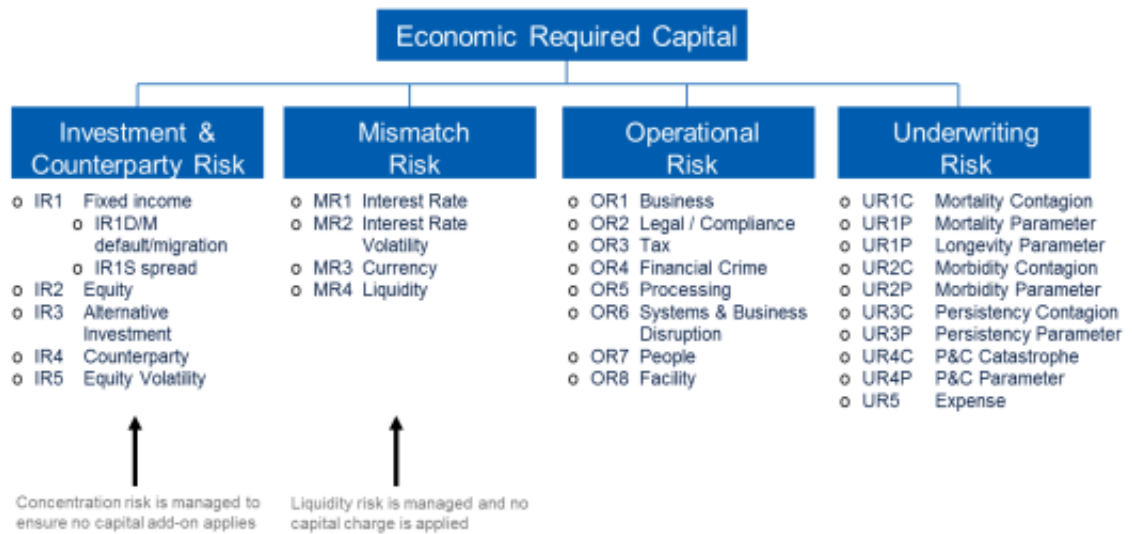 Economic Required Capital
Investment &
Counterparty Risk
o IR1 Fixed income
o IR1D/M
default/migration
o IR1S spread
o IR2 Equity
o IR3 Alternative
Investment
o IR4 Counterparty
o IR5 Equity Volatility
Concentration risk is managed to
ensure no capital add-on applies
Mismatch
Risk
o MR1 Interest Rate
o MR2 Interest Rate
Volatility
o MR3 Currency
o MR4 Liquidity
Liquidity risk is managed and no
capital charge is applied
Operational
Risk
o OR1 Business
o OR2 Legal / Compliance
o OR3 Tax
o OR4 Financial Crime
o OR5 Processing
o OR6 Systems & Business
Disruption
o OR7 People
o OR8 Facility
Underwriting
Risk
o UR1C Mortality Contagion
o UR1P Mortality Parameter
o UR1P Longevity Parameter
o UR2C Morbidity Contagion
o UR2P Morbidity Parameter
o UR3C Persistency Contagion
o UR3P Persistency Parameter
o UR4C P&C Catastrophe
o UR4P P&C Parameter
o UR5 Expense